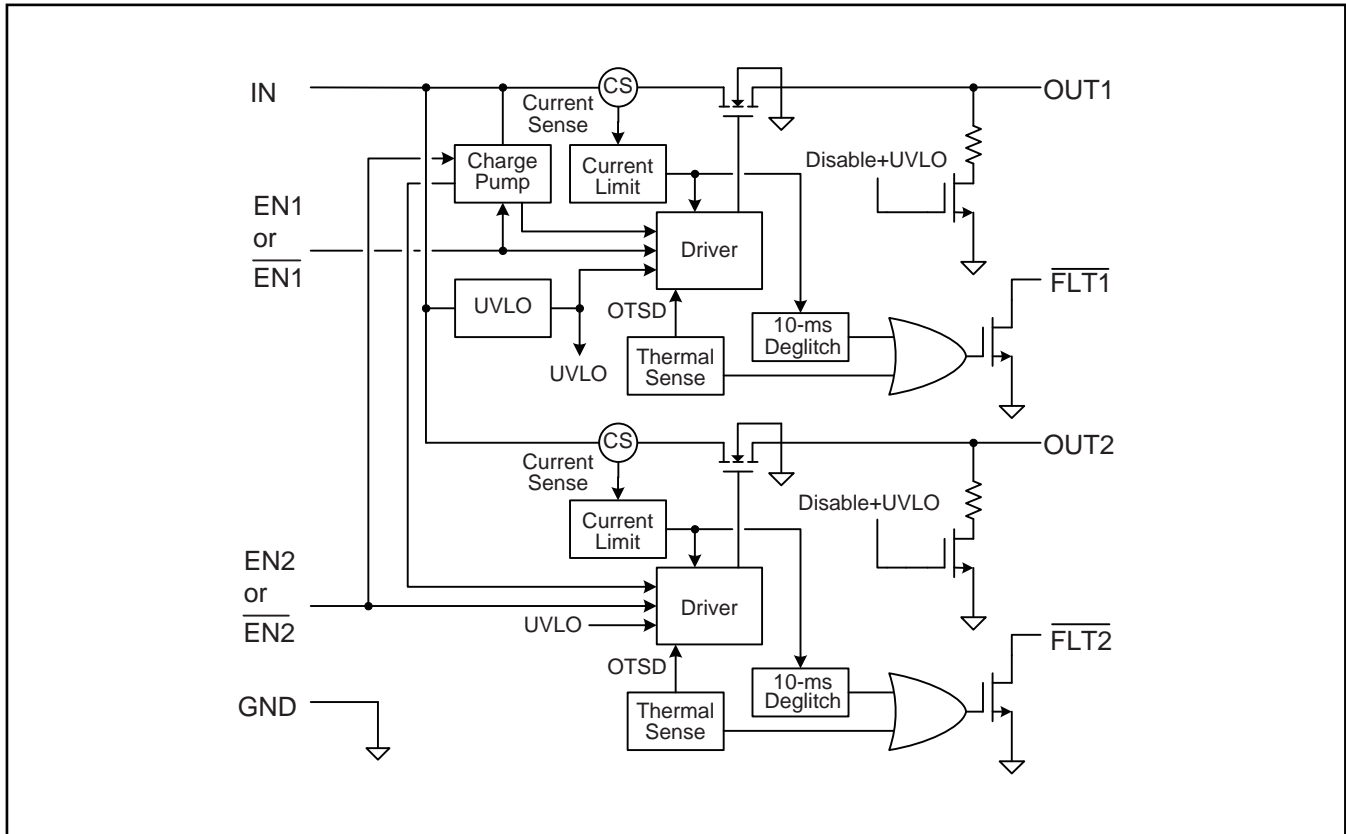 IN
CS
OUT1
Current
Sense
Charge
Pump
Current
Limit
Disable+UVLO
EN1
or
EN1
Driver
FLT1
UVLO
OTSD
10-ms
Deglitch
UVLO
Thermal
Sense
CS
OUT2
Current
Sense
Disable+UVLO
Current
Limit
EN2
or
EN2
Driver
UVLO
FLT2
OTSD
10-ms
Deglitch
GND
Thermal
Sense